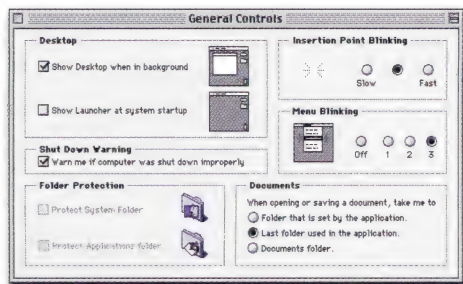 General Controls
Desktop
Show Desktop when in background
Show Launcher at system startup
Shut Down Warning
Warn me if computer was shut down improperly
Folder Protection
Protect System Folder
Protect Applications folder
Insertion Point Blinking
Slow Fast
Menu Blinking
Off 1 2 3
Documents
When opening or saving a document, take me to
Folder that is set by the application.
Last folder used in the application.
Documents folder.